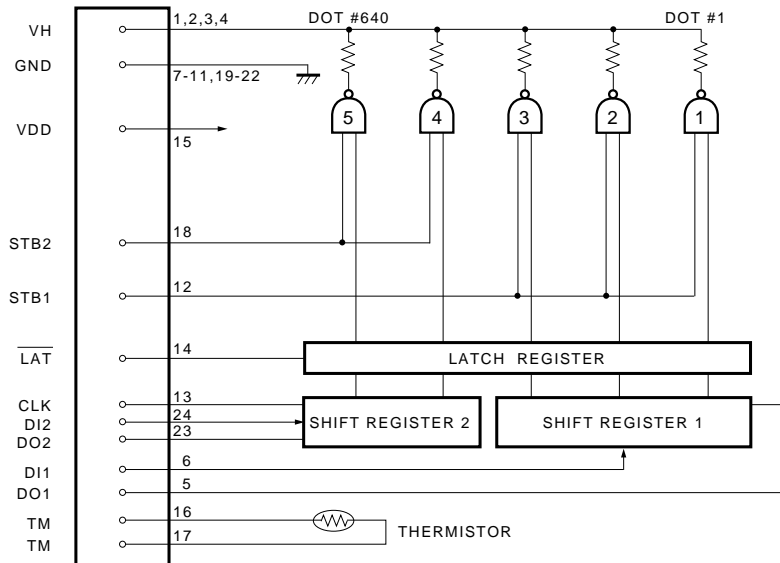 VH 1,2,3,4 DOT #640 DOT #1
GND 7-11,19-22
5 4 3 2 1
VDD 15
STB2 18
STB1 12
LAT 14 LATCH REGISTER
CLK 13
DI2 24 SHIFT REGISTER 2 SHIFT REGISTER 1
DO2 23
DI1 6
DO1 5
TM 16
THERMISTOR
TM 17